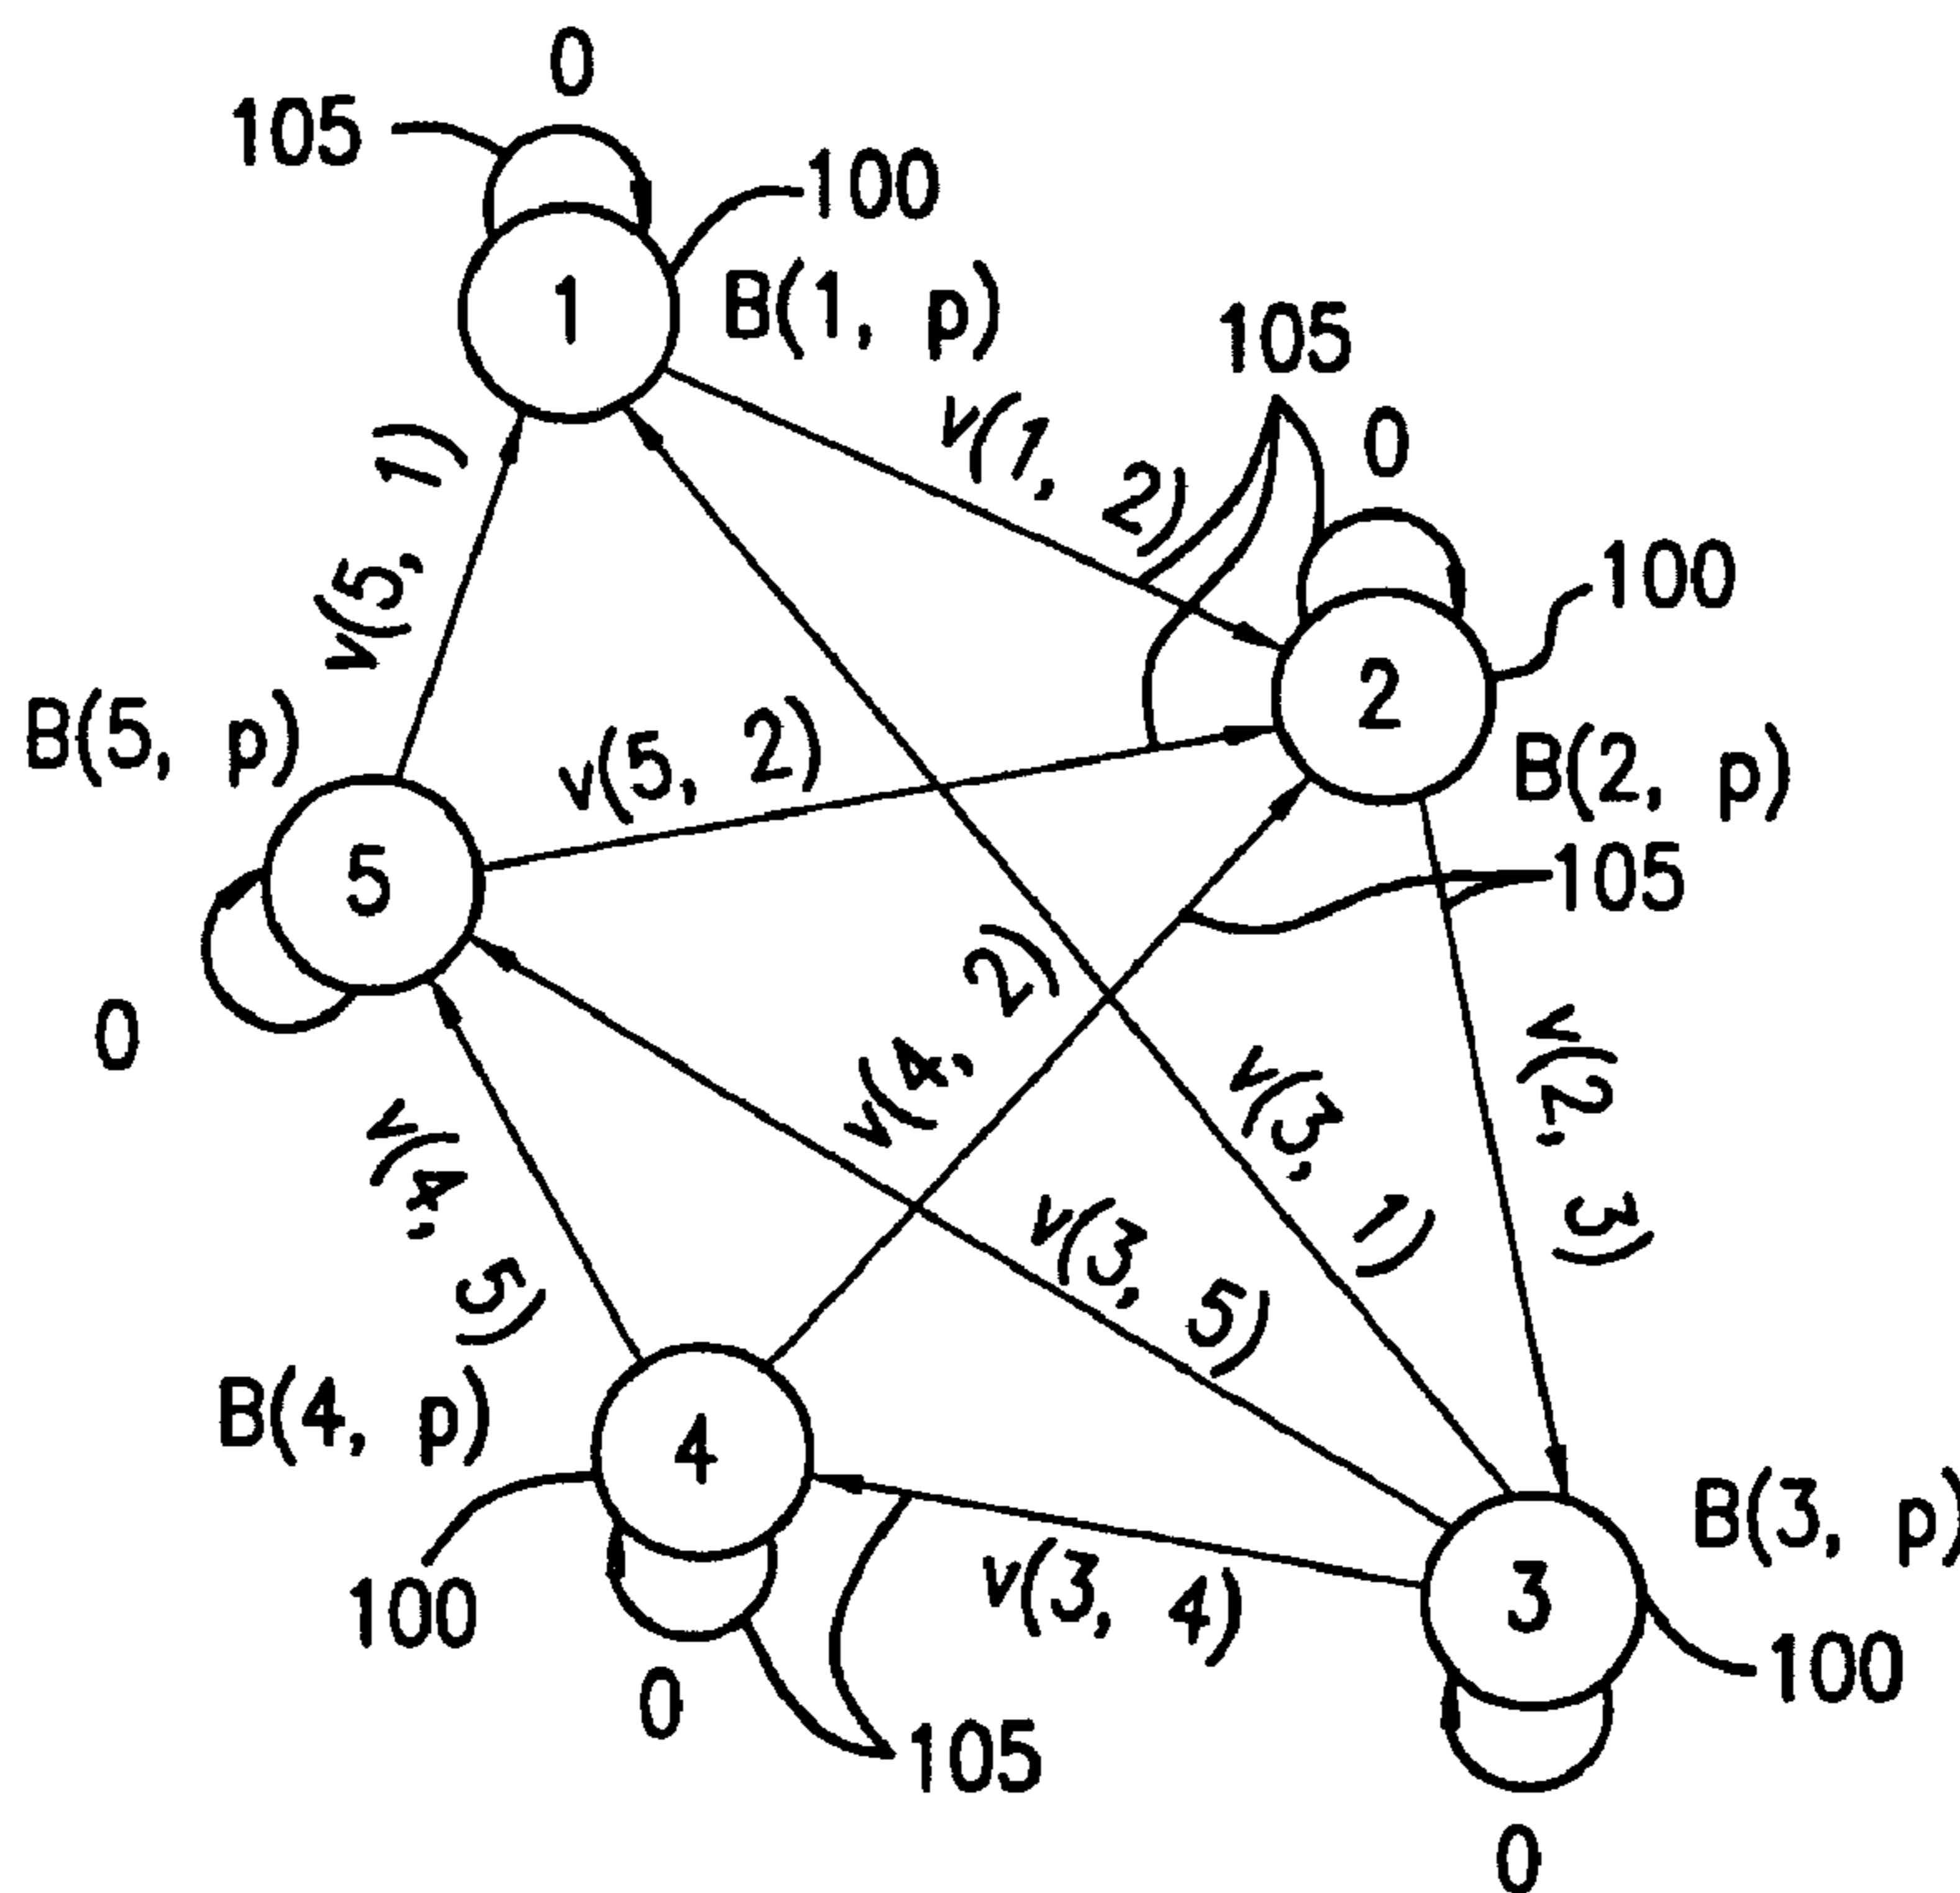 0
105
100
1
B(1, p)
105
v(1, 2)
0
v(5, 1)
100
2
B(5, p)
v(5, 2)
B(2, p)
5
105
v(4, 2)
0
v(2, 3)
v(3, 1)
v(4, 5)
v(3, 5)
B(4, p)
4
B(3, p)
v(3, 4)
3
100
100
0
105
0